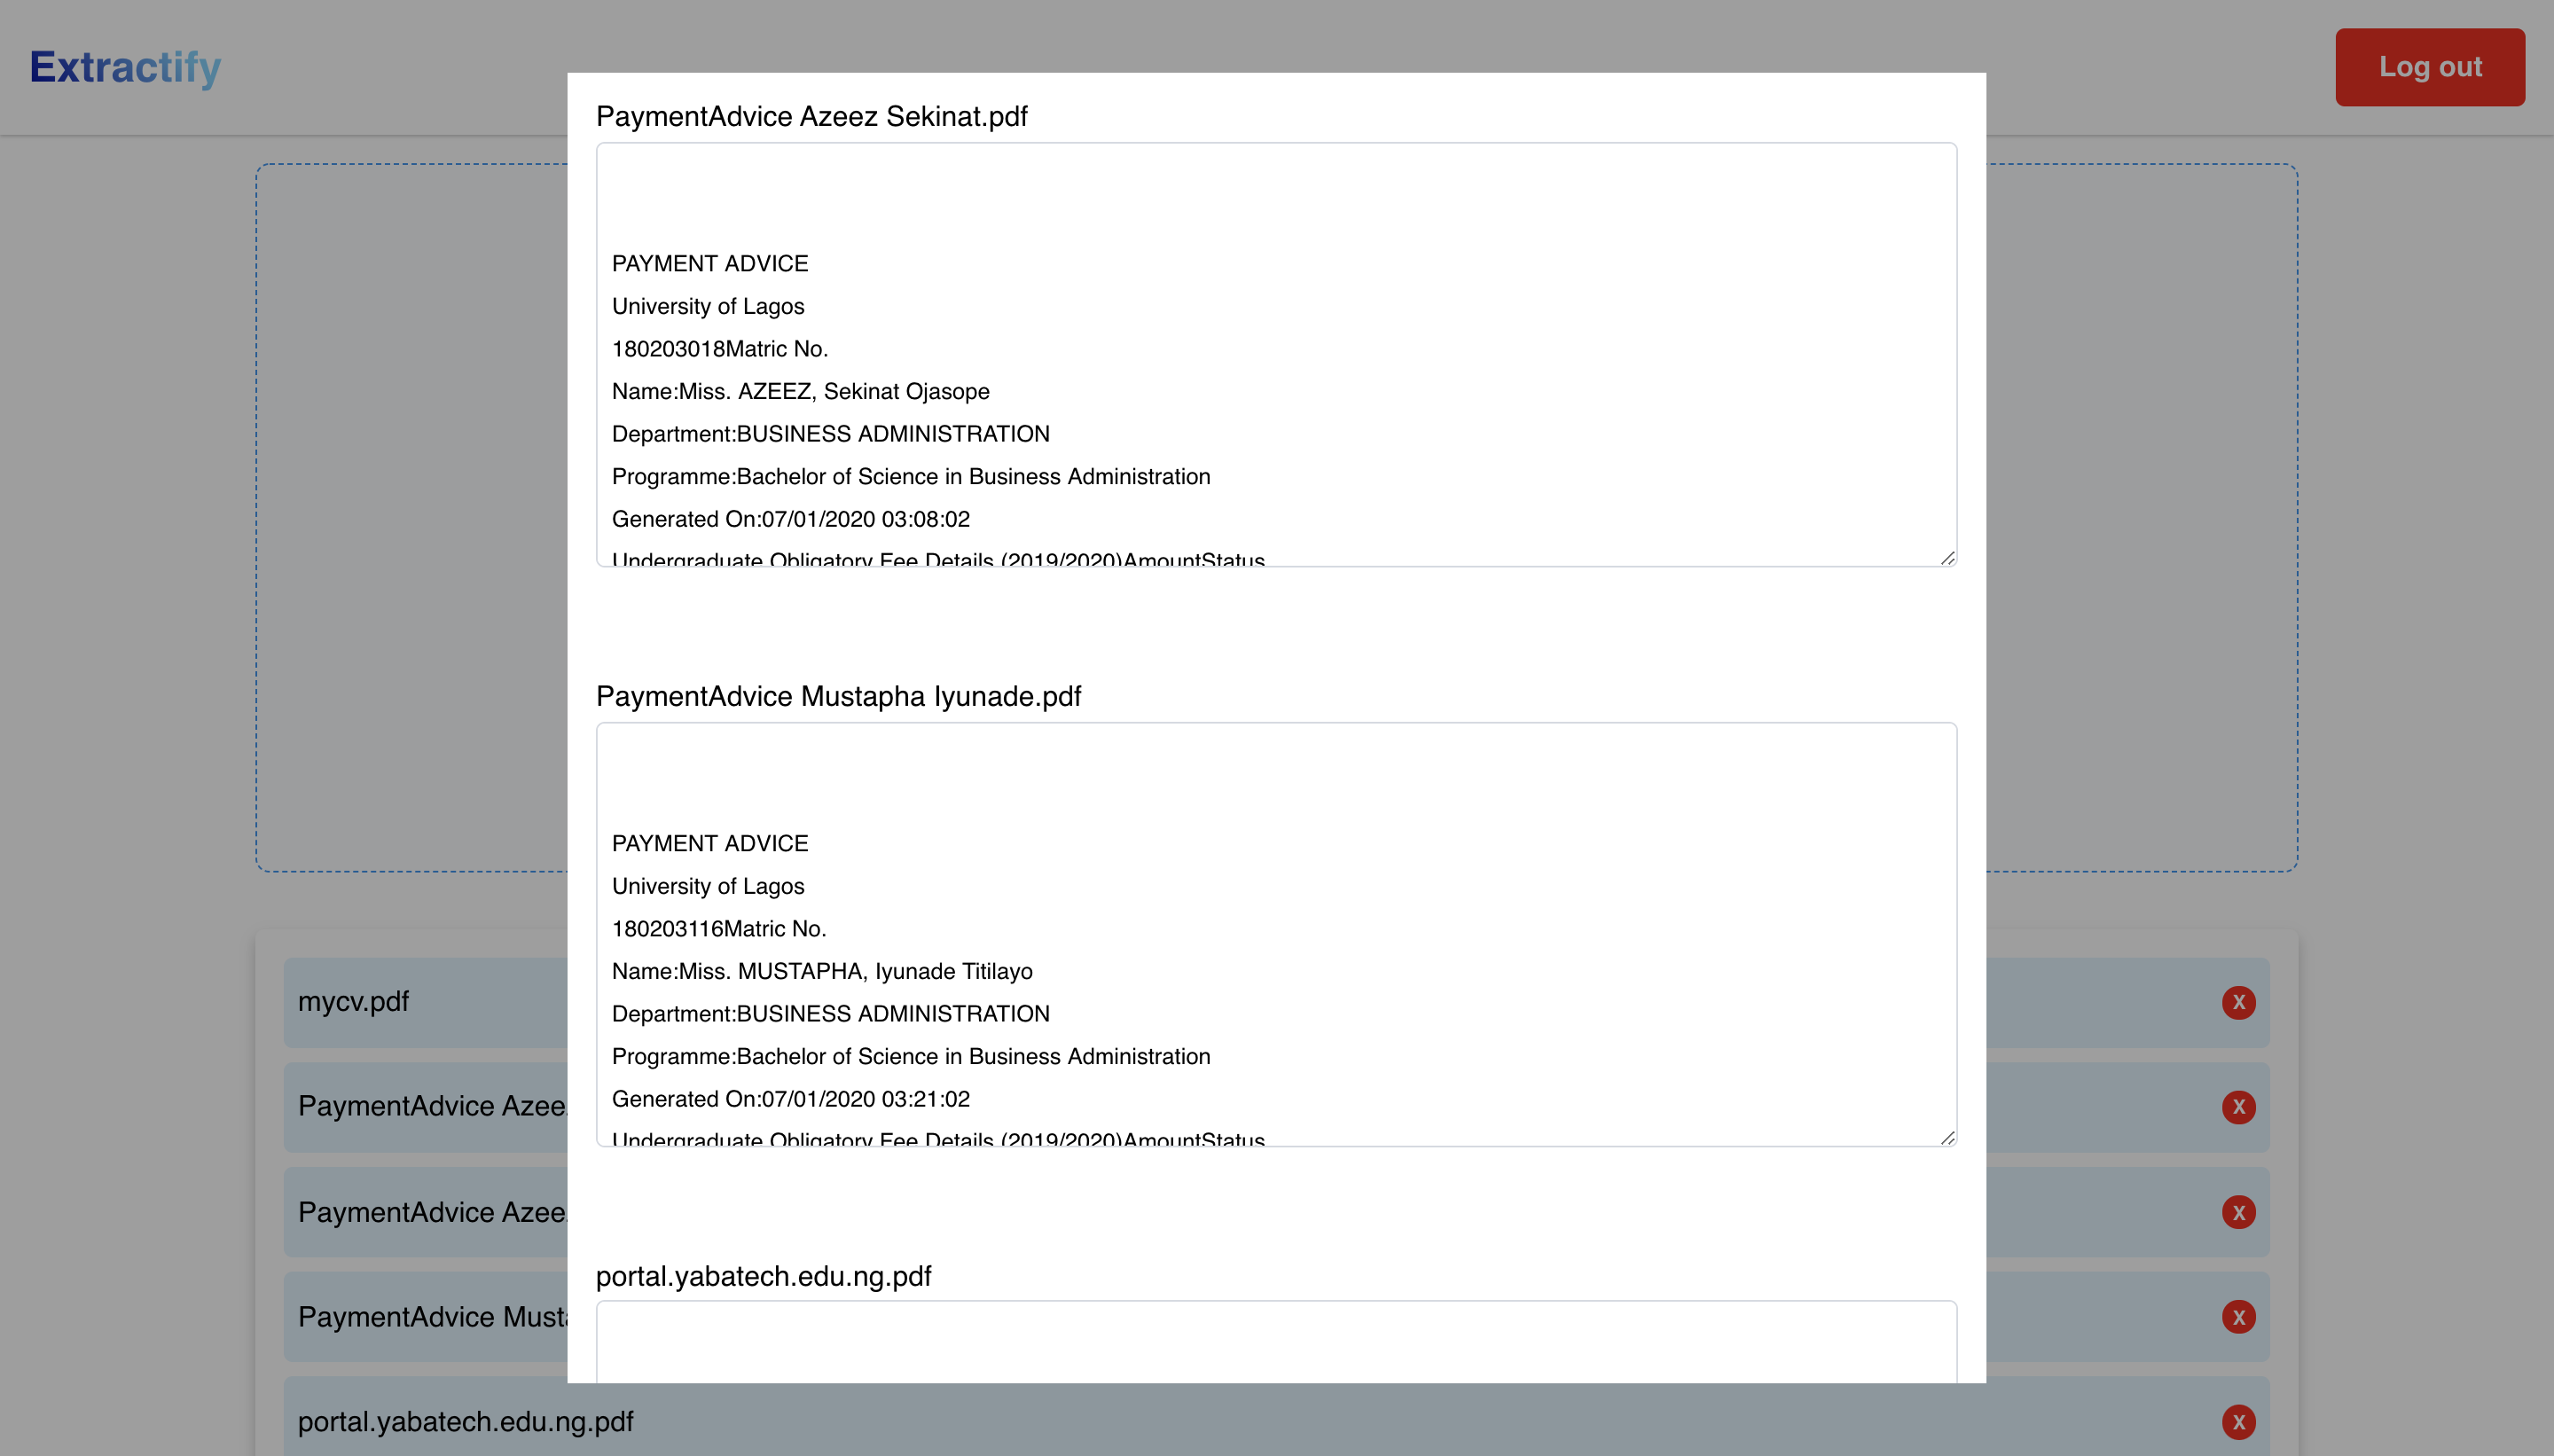 Extractify
Log out
PaymentAdvice Azeez Sekinat.pdf
PAYMENT ADVICE
University of Lagos
180203018Matric No.
Name:Miss. AZEEZ, Sekinat Ojasope
Department:BUSINESS ADMINISTRATION
Programme:Bachelor of Science in Business Administration
Generated On:07/01/2020 03:08:02
Undergraduate Obligatory Fee Details (2019/2020)AmountStatus
PaymentAdvice Mustapha Iyunade.pdf
PAYMENT ADVICE
University of Lagos
180203116Matric No.
Name:Miss. MUSTAPHA, Iyunade Titilayo
Department:BUSINESS ADMINISTRATION
Programme:Bachelor of Science in Business Administration
Generated On:07/01/2020 03:21:02
Undergraduate Obligatory Fee Details (2019/2020)AmountStatus
portal.yabatech.edu.ng.pdf
mycv.pdf
X
PaymentAdvice Azee
X
PaymentAdvice Azee
X
PaymentAdvice Must
X
portal.yabatech.edu.ng.pdf
X